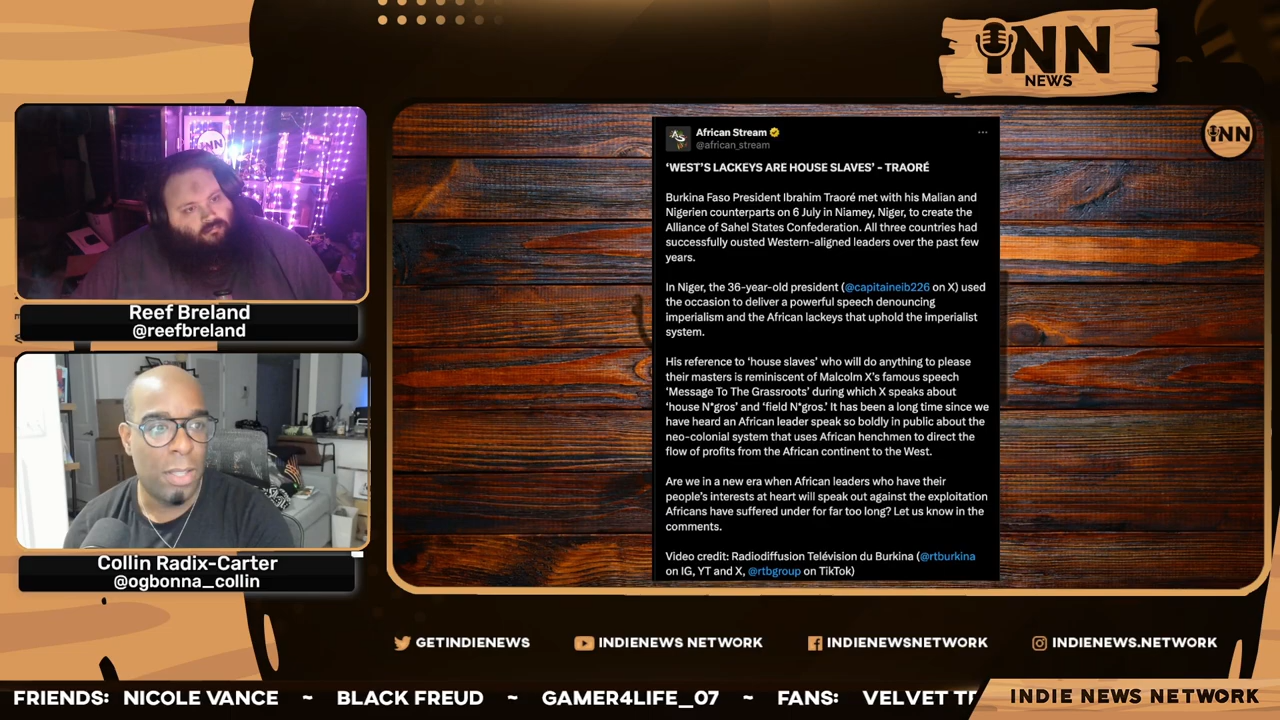 INN
NEWS
INN
INN
Reef Breland
@reefbreland
Collin Radix-Carter
@ogbonna_collin
African Stream
@african_stream
‘WEST’S LACKEYS ARE HOUSE SLAVES’ – TRAORÉ
Burkina Faso President Ibrahim Traoré met with his Malian and
Nigerien counterparts on 6 July in Niamey, Niger, to create the
Alliance of Sahel States Confederation. All three countries had
successfully ousted Western-aligned leaders over the past few
years.
In Niger, the 36-year-old president (@capitaineib226 on X) used
the occasion to deliver a powerful speech denouncing
imperialism and the African lackeys that uphold the imperialist
system.
His reference to ‘house slaves’ who will do anything to please
their masters is reminiscent of Malcolm X’s famous speech
‘Message To The Grassroots’ during which X speaks about
‘house N*gros’ and ‘field N*gros.’ It has been a long time since we
have heard an African leader speak so boldly in public about the
neo-colonial system that uses African henchmen to direct the
flow of profits from the African continent to the West.
Are we in a new era when African leaders who have their
people’s interests at heart will speak out against the exploitation
Africans have suffered under for far too long? Let us know in the
comments.
Video credit: Radiodiffusion Télévision du Burkina (@rtburkina
on IG, YT and X, @rtbgroup on TikTok)
GETINDIENEWS
INDIENEWS NETWORK
INDIENEWSNETWORK
INDIENEWS.NETWORK
FRIENDS: NICOLE VANCE ~ BLACK FREUD ~ GAMER4LIFE_07 ~ FANS: VELVET
INDIE NEWS NETWORK